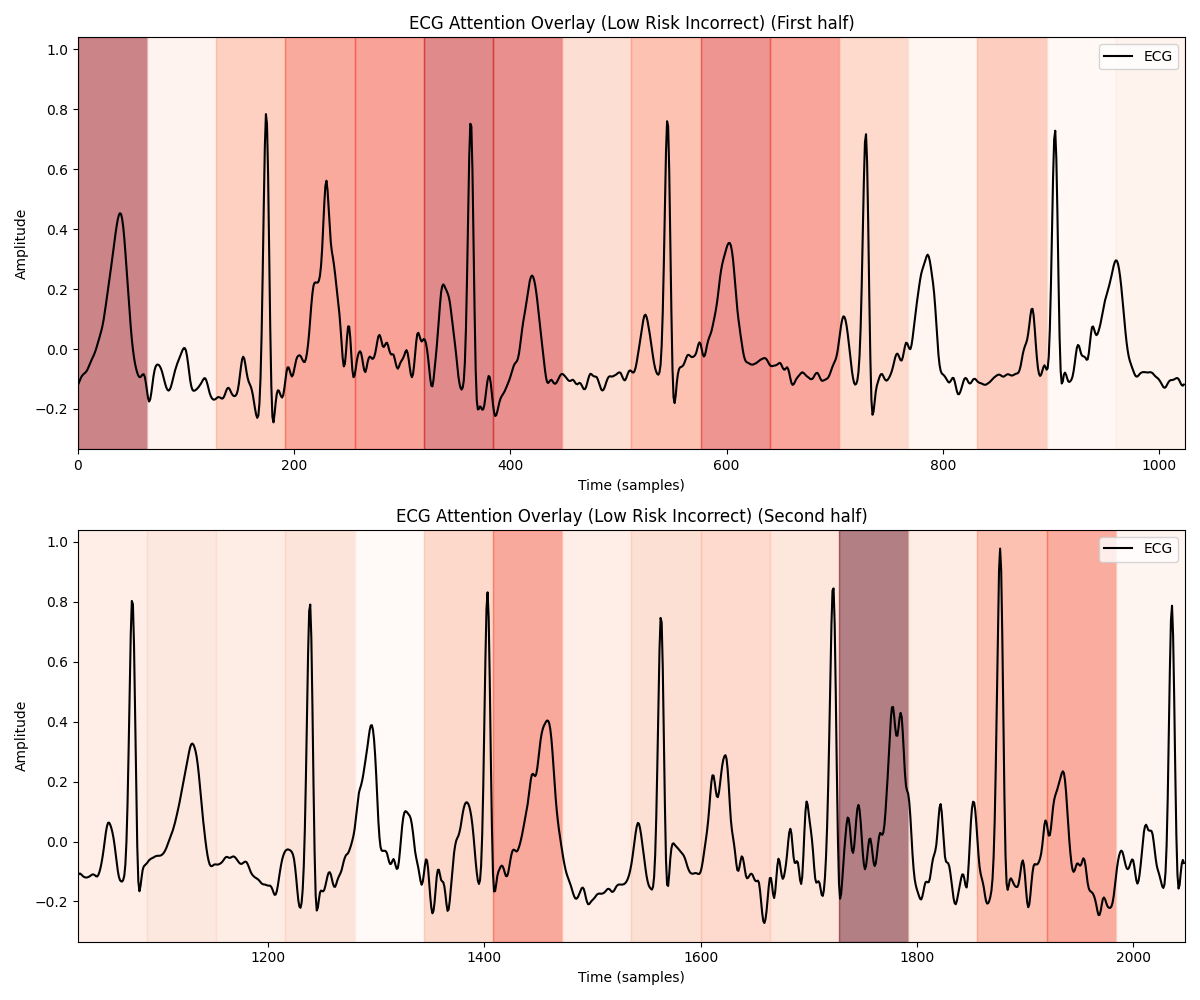 ECG Attention Overlay (Low Risk Incorrect) (First half)
1.0
0.8
0.6
0.4
0.2
0.0
−0.2
Amplitude
ECG
0 200 400 600 800 1000
Time (samples)
ECG Attention Overlay (Low Risk Incorrect) (Second half)
1.0
0.8
0.6
0.4
0.2
0.0
−0.2
Amplitude
ECG
1200 1400 1600 1800 2000
Time (samples)